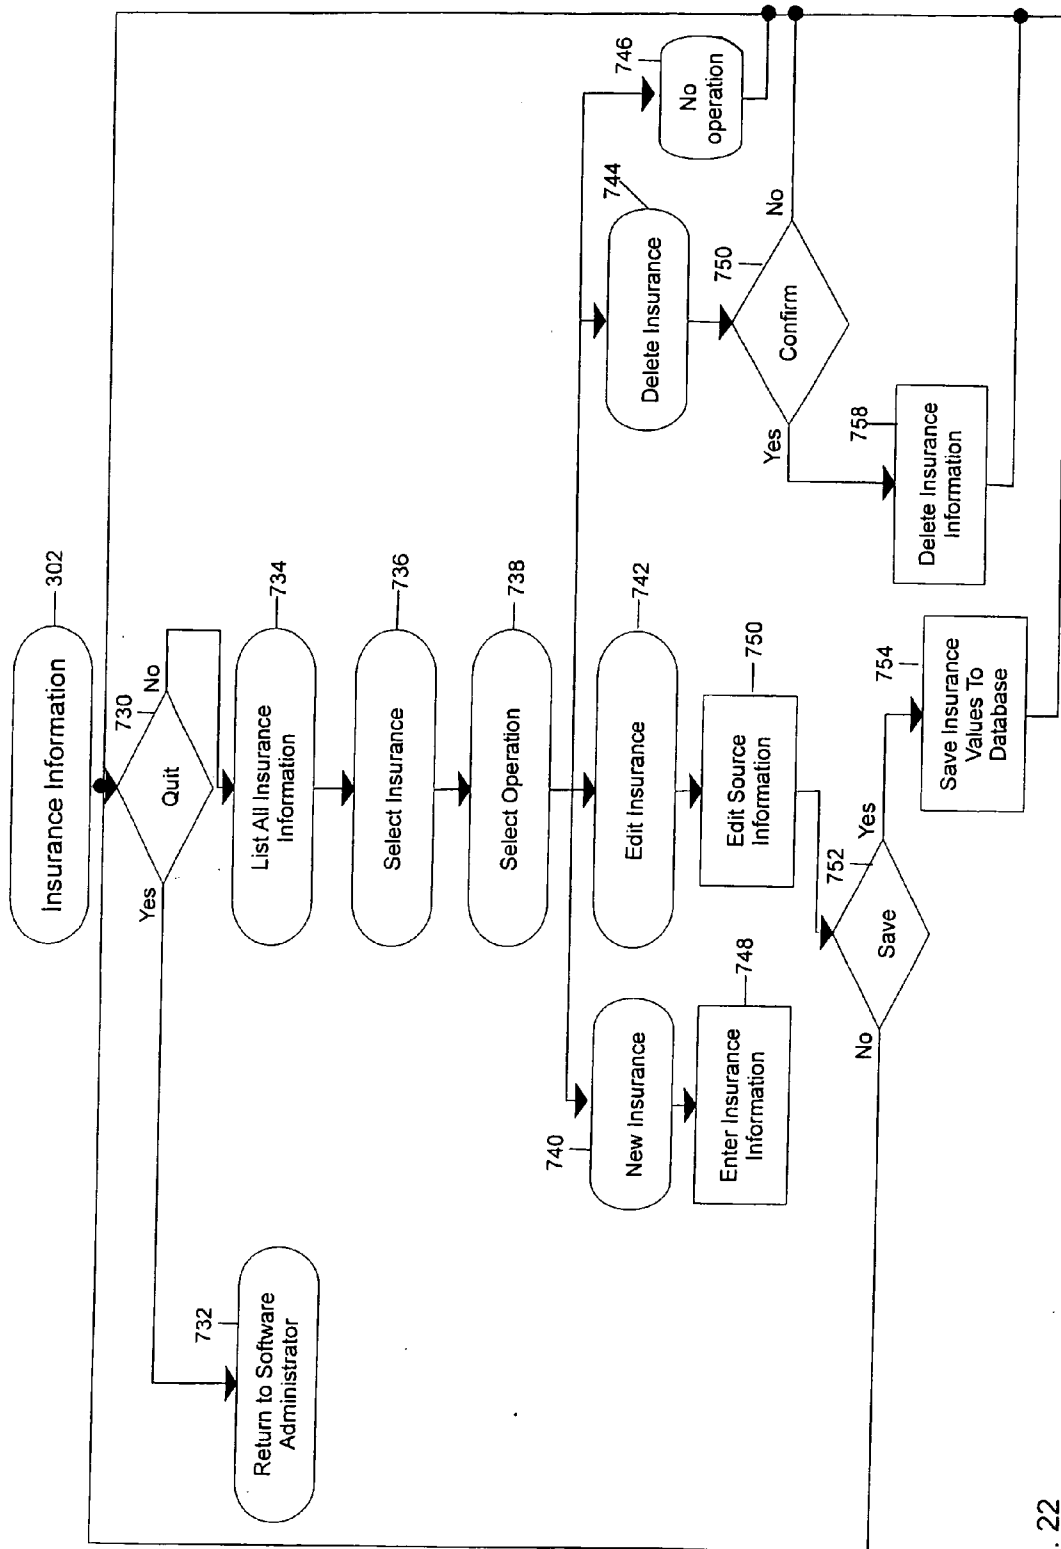 Insurance Information
302
730
Quit
Yes
No
732
Return to Software
Administrator
734
List All Insurance
Information
736
Select Insurance
738
Select Operation
740
New Insurance
742
Edit Insurance
744
Delete Insurance
746
No
operation
748
Enter Insurance
Information
750
Edit Source
Information
750
Confirm
Yes
No
752
Save
No
Yes
754
Save Insurance
Values To
Database
758
Delete Insurance
Information
. 22